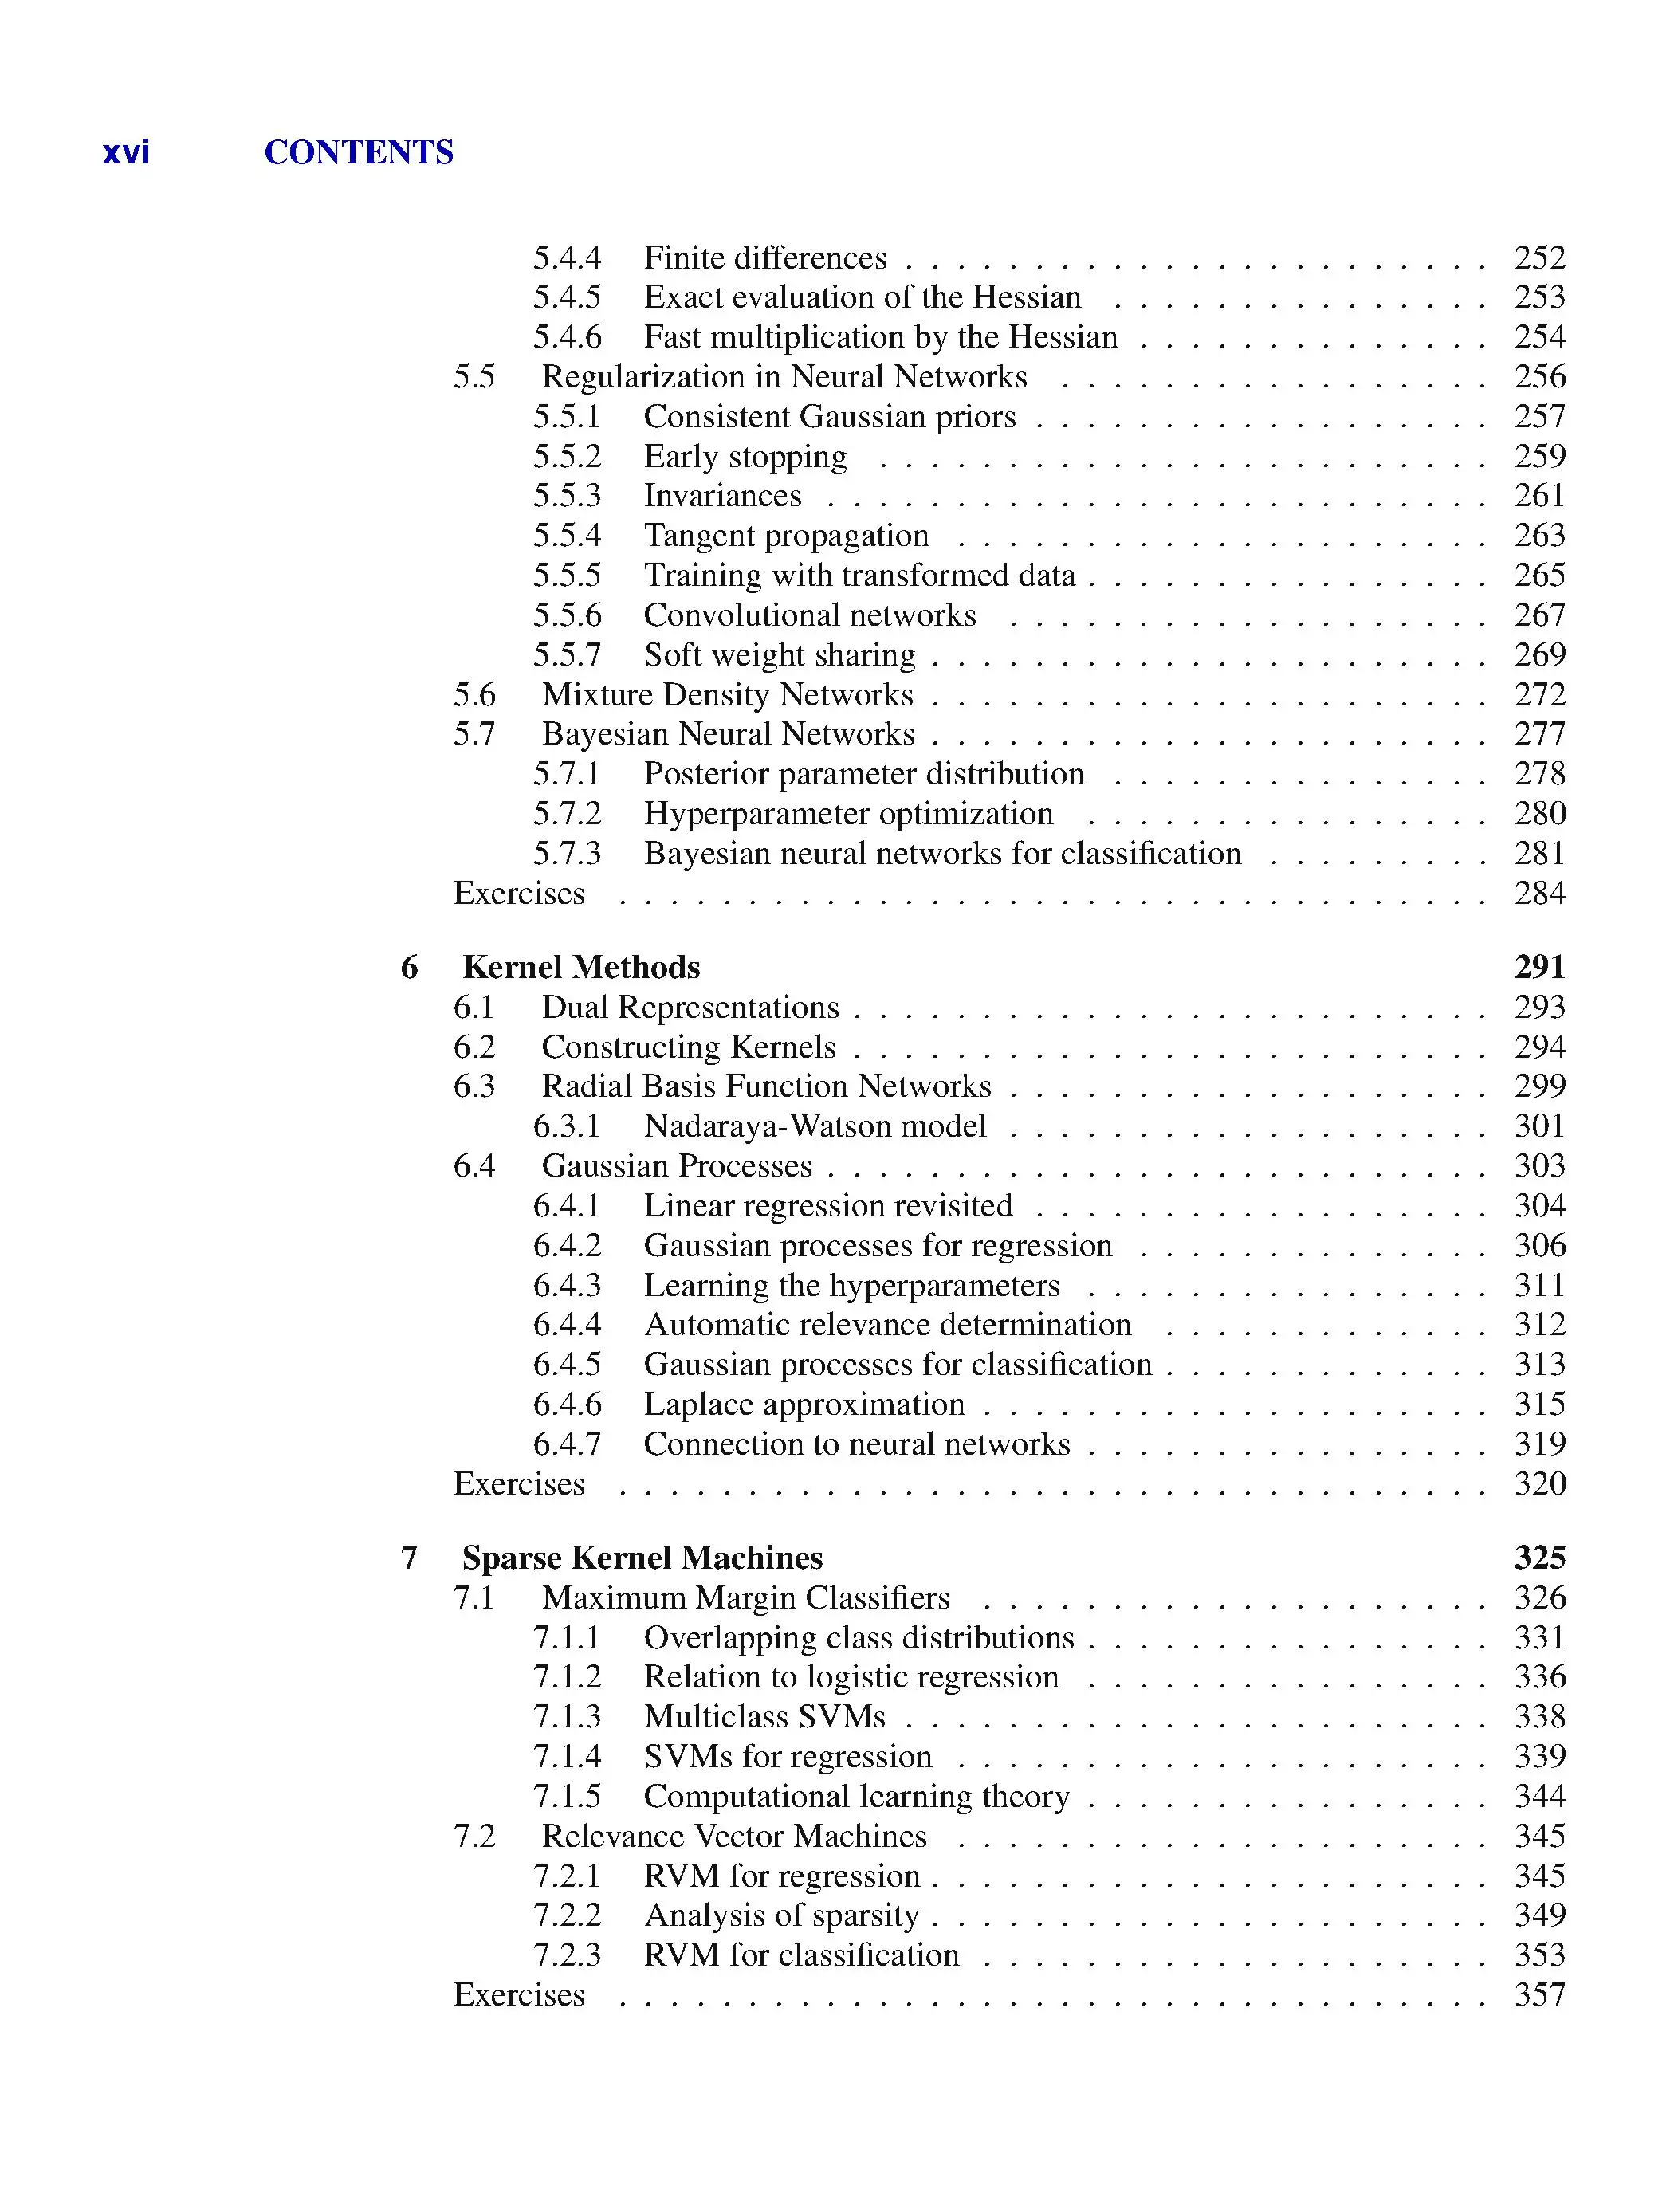 xvi CONTENTS
5.4.4 Finite differences . . . . . . . . . . . . . . . . . . . . . . . 252
5.4.5 Exact evaluation of the Hessian . . . . . . . . . . . . . . . 253
5.4.6 Fast multiplication by the Hessian . . . . . . . . . . . . . . 254
5.5 Regularization in Neural Networks . . . . . . . . . . . . . . . . . 256
5.5.1 Consistent Gaussian priors . . . . . . . . . . . . . . . . . . 257
5.5.2 Early stopping . . . . . . . . . . . . . . . . . . . . . . . . 259
5.5.3 Invariances . . . . . . . . . . . . . . . . . . . . . . . . . . 261
5.5.4 Tangent propagation . . . . . . . . . . . . . . . . . . . . . 263
5.5.5 Training with transformed data . . . . . . . . . . . . . . . . 265
5.5.6 Convolutional networks . . . . . . . . . . . . . . . . . . . 267
5.5.7 Soft weight sharing . . . . . . . . . . . . . . . . . . . . . . 269
5.6 Mixture Density Networks . . . . . . . . . . . . . . . . . . . . . . 272
5.7 Bayesian Neural Networks . . . . . . . . . . . . . . . . . . . . . . 277
5.7.1 Posterior parameter distribution . . . . . . . . . . . . . . . 278
5.7.2 Hyperparameter optimization . . . . . . . . . . . . . . . . 280
5.7.3 Bayesian neural networks for classification . . . . . . . . . 281
Exercises . . . . . . . . . . . . . . . . . . . . . . . . . . . . . . . . . . 284
6 Kernel Methods 291
6.1 Dual Representations . . . . . . . . . . . . . . . . . . . . . . . . . 293
6.2 Constructing Kernels . . . . . . . . . . . . . . . . . . . . . . . . . 294
6.3 Radial Basis Function Networks . . . . . . . . . . . . . . . . . . . 299
6.3.1 Nadaraya-Watson model . . . . . . . . . . . . . . . . . . . 301
6.4 Gaussian Processes . . . . . . . . . . . . . . . . . . . . . . . . . . 303
6.4.1 Linear regression revisited . . . . . . . . . . . . . . . . . . 304
6.4.2 Gaussian processes for regression . . . . . . . . . . . . . . 306
6.4.3 Learning the hyperparameters . . . . . . . . . . . . . . . . 311
6.4.4 Automatic relevance determination . . . . . . . . . . . . . 312
6.4.5 Gaussian processes for classification . . . . . . . . . . . . . 313
6.4.6 Laplace approximation . . . . . . . . . . . . . . . . . . . . 315
6.4.7 Connection to neural networks . . . . . . . . . . . . . . . . 319
Exercises . . . . . . . . . . . . . . . . . . . . . . . . . . . . . . . . . . 320
7 Sparse Kernel Machines 325
7.1 Maximum Margin Classifiers . . . . . . . . . . . . . . . . . . . . 326
7.1.1 Overlapping class distributions . . . . . . . . . . . . . . . . 331
7.1.2 Relation to logistic regression . . . . . . . . . . . . . . . . 336
7.1.3 Multiclass SVMs . . . . . . . . . . . . . . . . . . . . . . . 338
7.1.4 SVMs for regression . . . . . . . . . . . . . . . . . . . . . 339
7.1.5 Computational learning theory . . . . . . . . . . . . . . . . 344
7.2 Relevance Vector Machines . . . . . . . . . . . . . . . . . . . . . 345
7.2.1 RVM for regression . . . . . . . . . . . . . . . . . . . . . . 345
7.2.2 Analysis of sparsity . . . . . . . . . . . . . . . . . . . . . . 349
7.2.3 RVM for classification . . . . . . . . . . . . . . . . . . . . 353
Exercises . . . . . . . . . . . . . . . . . . . . . . . . . . . . . . . . . . 357